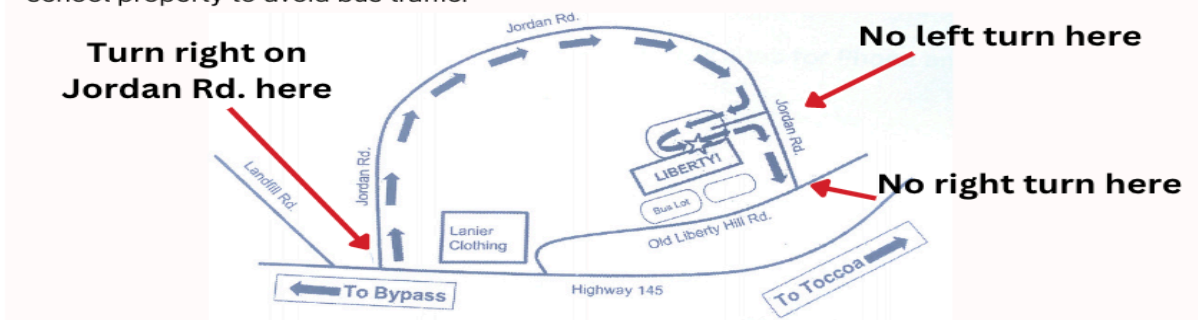 school property to avoid bus traffic.
Jordan Rd.
Turn right on
Jordan Rd. here
No left turn here
Jordan Rd.
Jordan Rd.
LIBERTY!
Landfill Rd.
No right turn here
Bus Lot
Lanier
Clothing
Old Liberty Hill Rd.
To Bypass
Highway 145
To Toccoa